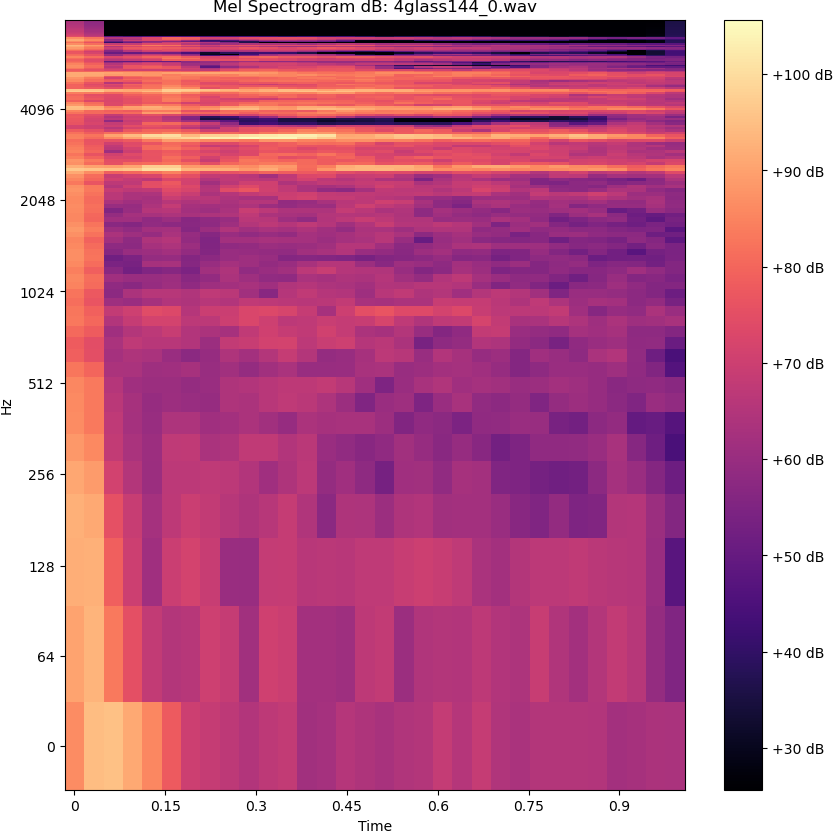 Mel Spectrogram dB: 4glass144_0.wav
4096
2048
1024
512
256
128
64
0
Hz
0 0.15 0.3 0.45 0.6 0.75 0.9
Time
+100 dB
+90 dB
+80 dB
+70 dB
+60 dB
+50 dB
+40 dB
+30 dB